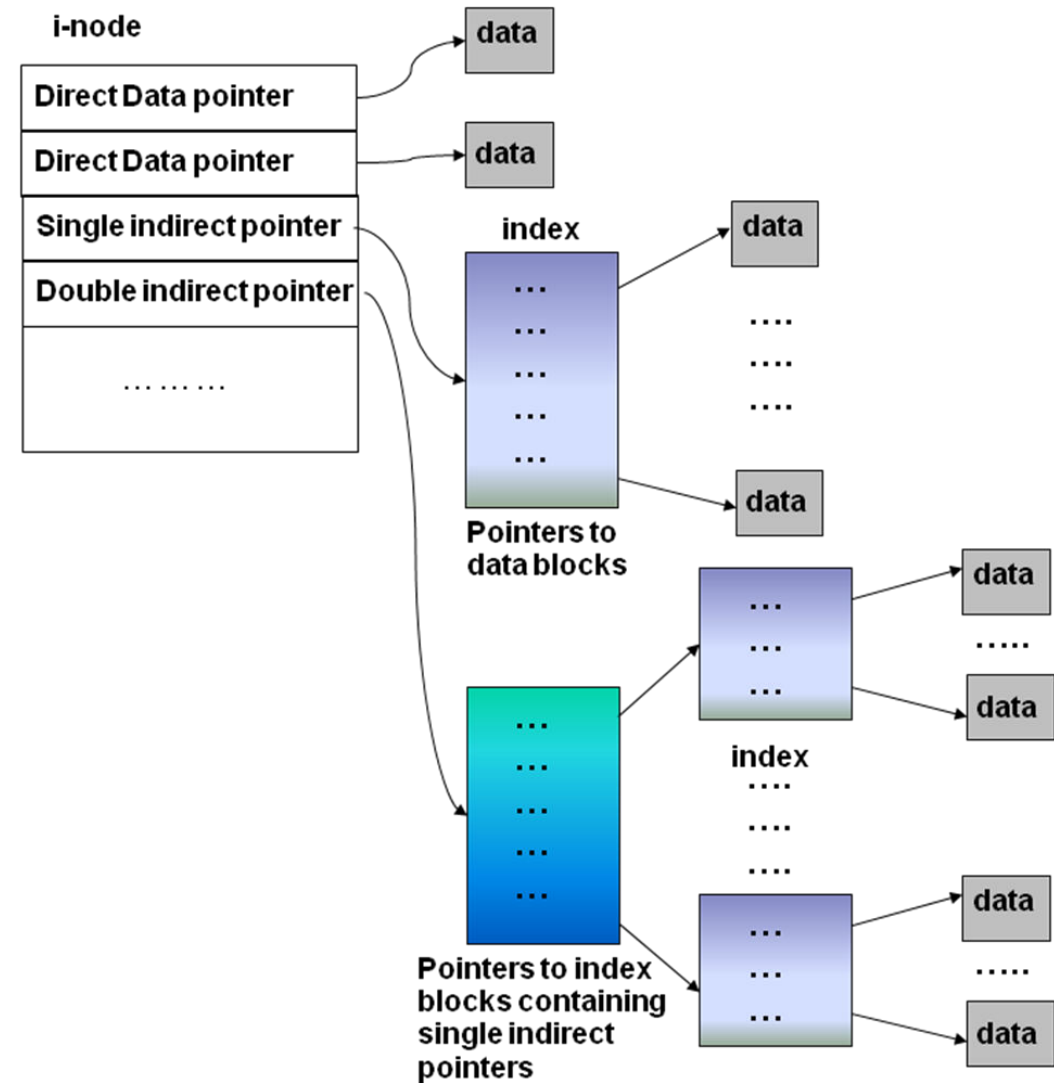 i-node
data
Direct Data pointer
Direct Data pointer
data
Single indirect pointer
index
data
Double indirect pointer
...
...
...
...
...
... ... ...
....
....
....
data
Pointers to
data blocks
...
...
...
data
.....
data
index
....
....
....
...
...
...
...
...
Pointers to index
blocks containing
single indirect
pointers
...
...
...
data
.....
data